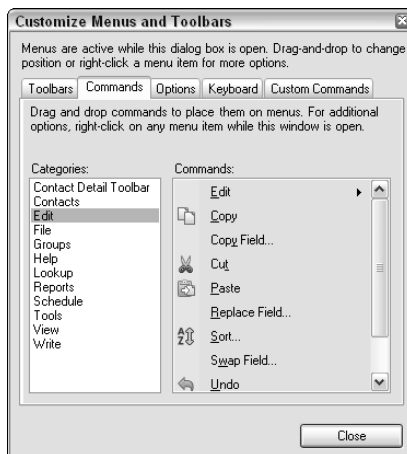 Customize Menus and Toolbars
Menus are active while this dialog box is open. Drag-and-drop to change
position or right-click a menu item for more options.
Toolbars Commands Options Keyboard Custom Commands
Drag and drop commands to place them on menus. For additional
options, right-click on any menu item while this window is open.
Categories:
Contact Detail Toolbar
Contacts
Edit
File
Groups
Help
Lookup
Reports
Schedule
Tools
View
Write
Commands:
Edit
Copy
Copy Field...
Cut
Paste
Replace Field...
Sort...
Swap Field...
Undo
Close